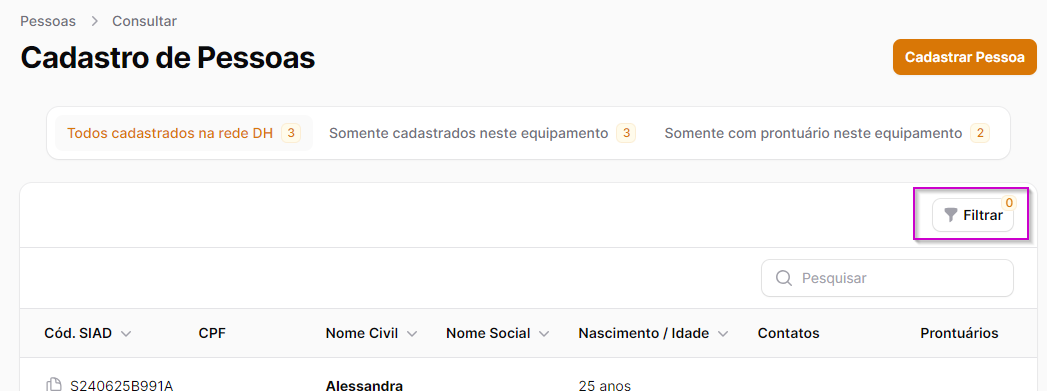 Pessoas > Consultar
Cadastro de Pessoas
Cadastrar Pessoa
Todos cadastrados na rede DH 3 Somente cadastrados neste equipamento 3 Somente com prontuário neste equipamento 2
Filtrar 0
Pesquisar
Cód. SIAD CPF Nome Civil Nome Social Nascimento / Idade Contatos Prontuários
S240625B991A Alessandra 25 anos